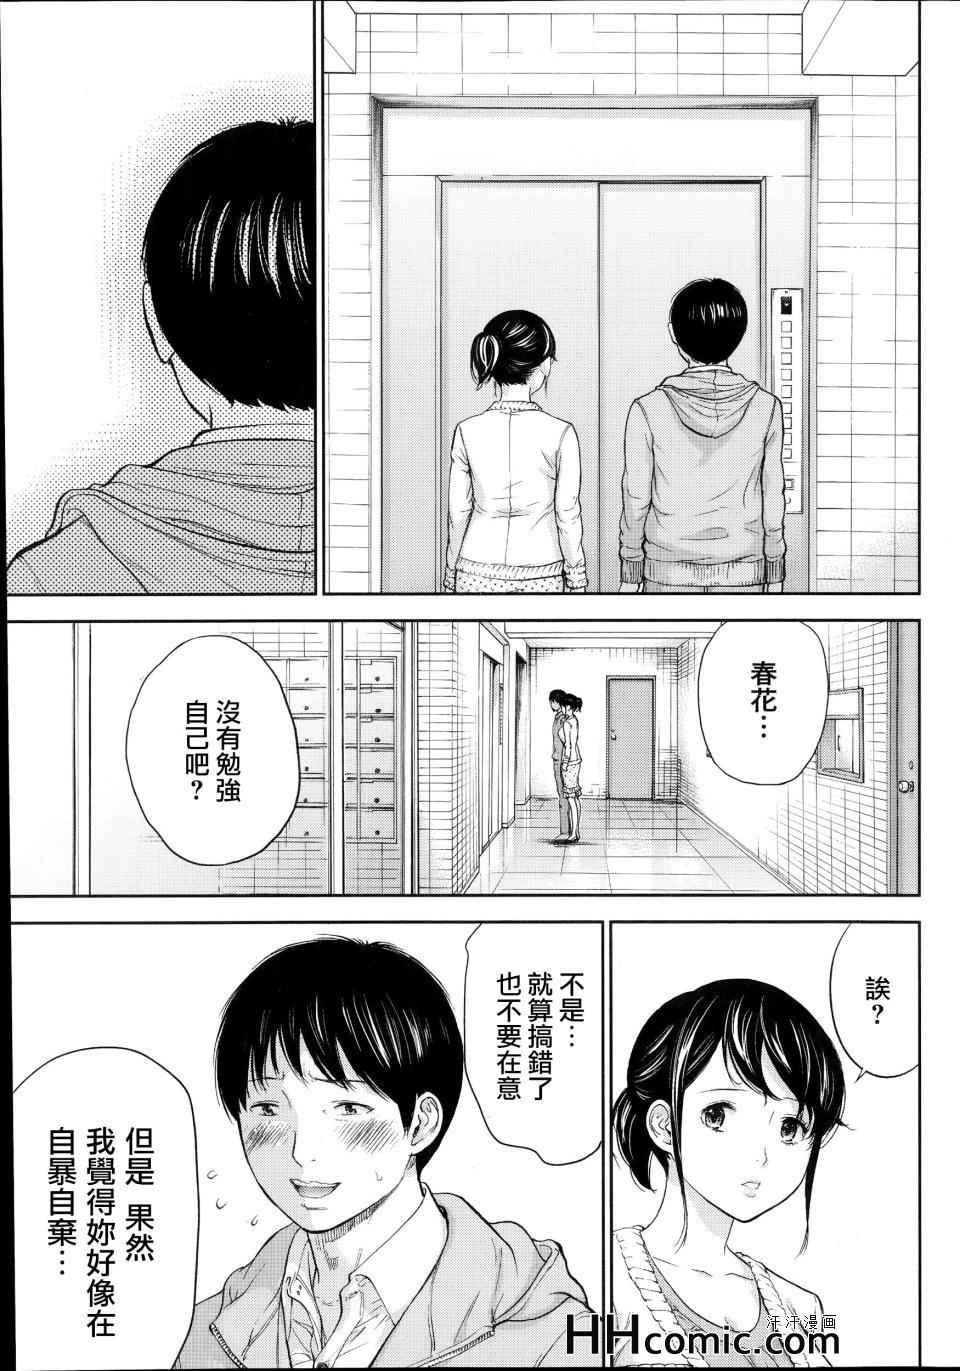 春花…
沒有勉強
自己吧？
誒？
不是…
就算搞錯了
也不要在意
但是 果然
我覺得妳好像在
自暴自棄…
汗汗漫画
HHcomic.com